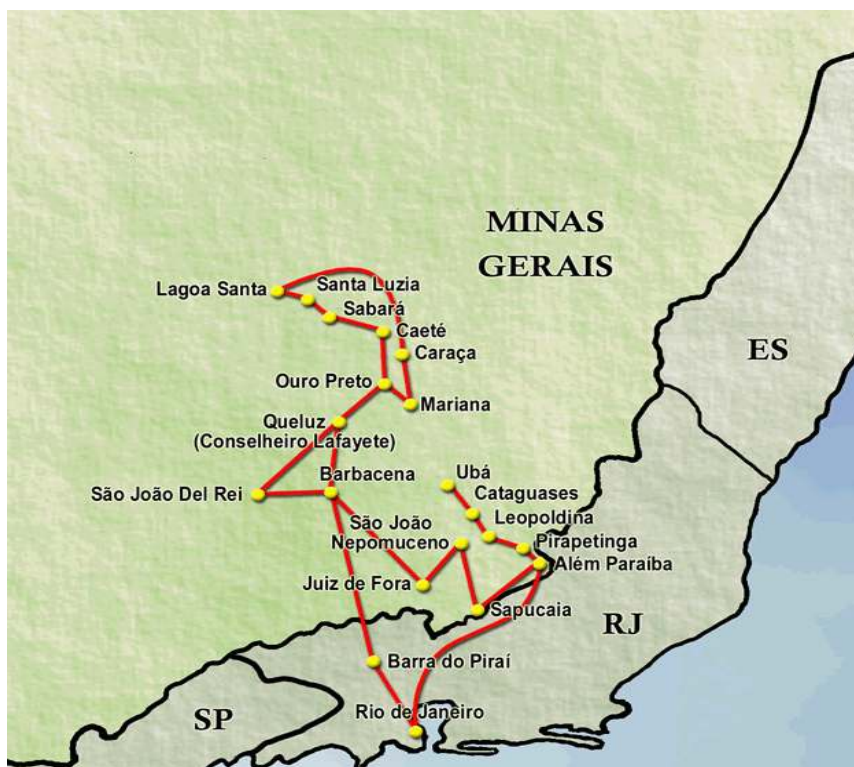 MINAS
GERAIS
Lagoa Santa
Santa Luzia
Sabará
Caeté
Caraça
ES
Ouro Preto
Mariana
Queluz
(Conselheiro Lafayete)
Barbacena
Ubá
São João Del Rei
Cataguases
Leopoldina
São João
Nepomuceno
Pirapetinga
Além Paraíba
Juiz de Fora
Sapucaia
RJ
Barra do Piraí
SP
Rio de Janeiro